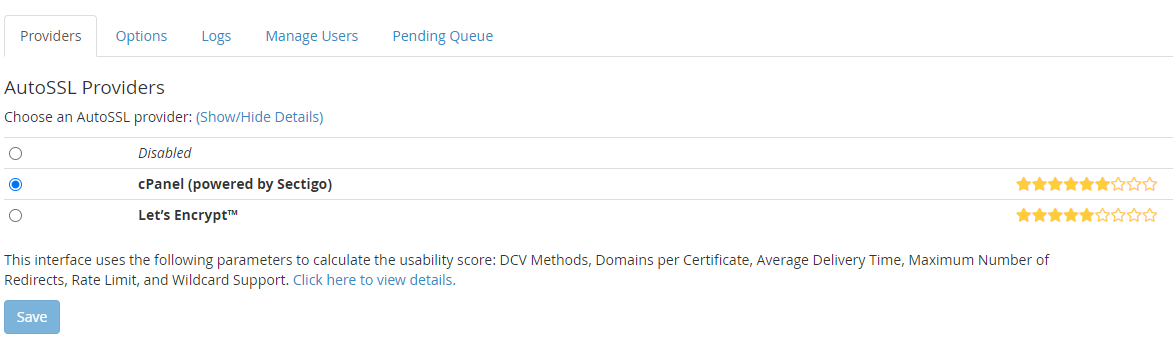 Providers Options Logs Manage Users Pending Queue
AutoSSL Providers
Choose an AutoSSL provider: (Show/Hide Details)
Disabled
cPanel (powered by Sectigo)
Let’s Encrypt™
This interface uses the following parameters to calculate the usability score: DCV Methods, Domains per Certificate, Average Delivery Time, Maximum Number of
Redirects, Rate Limit, and Wildcard Support. Click here to view details.
Save